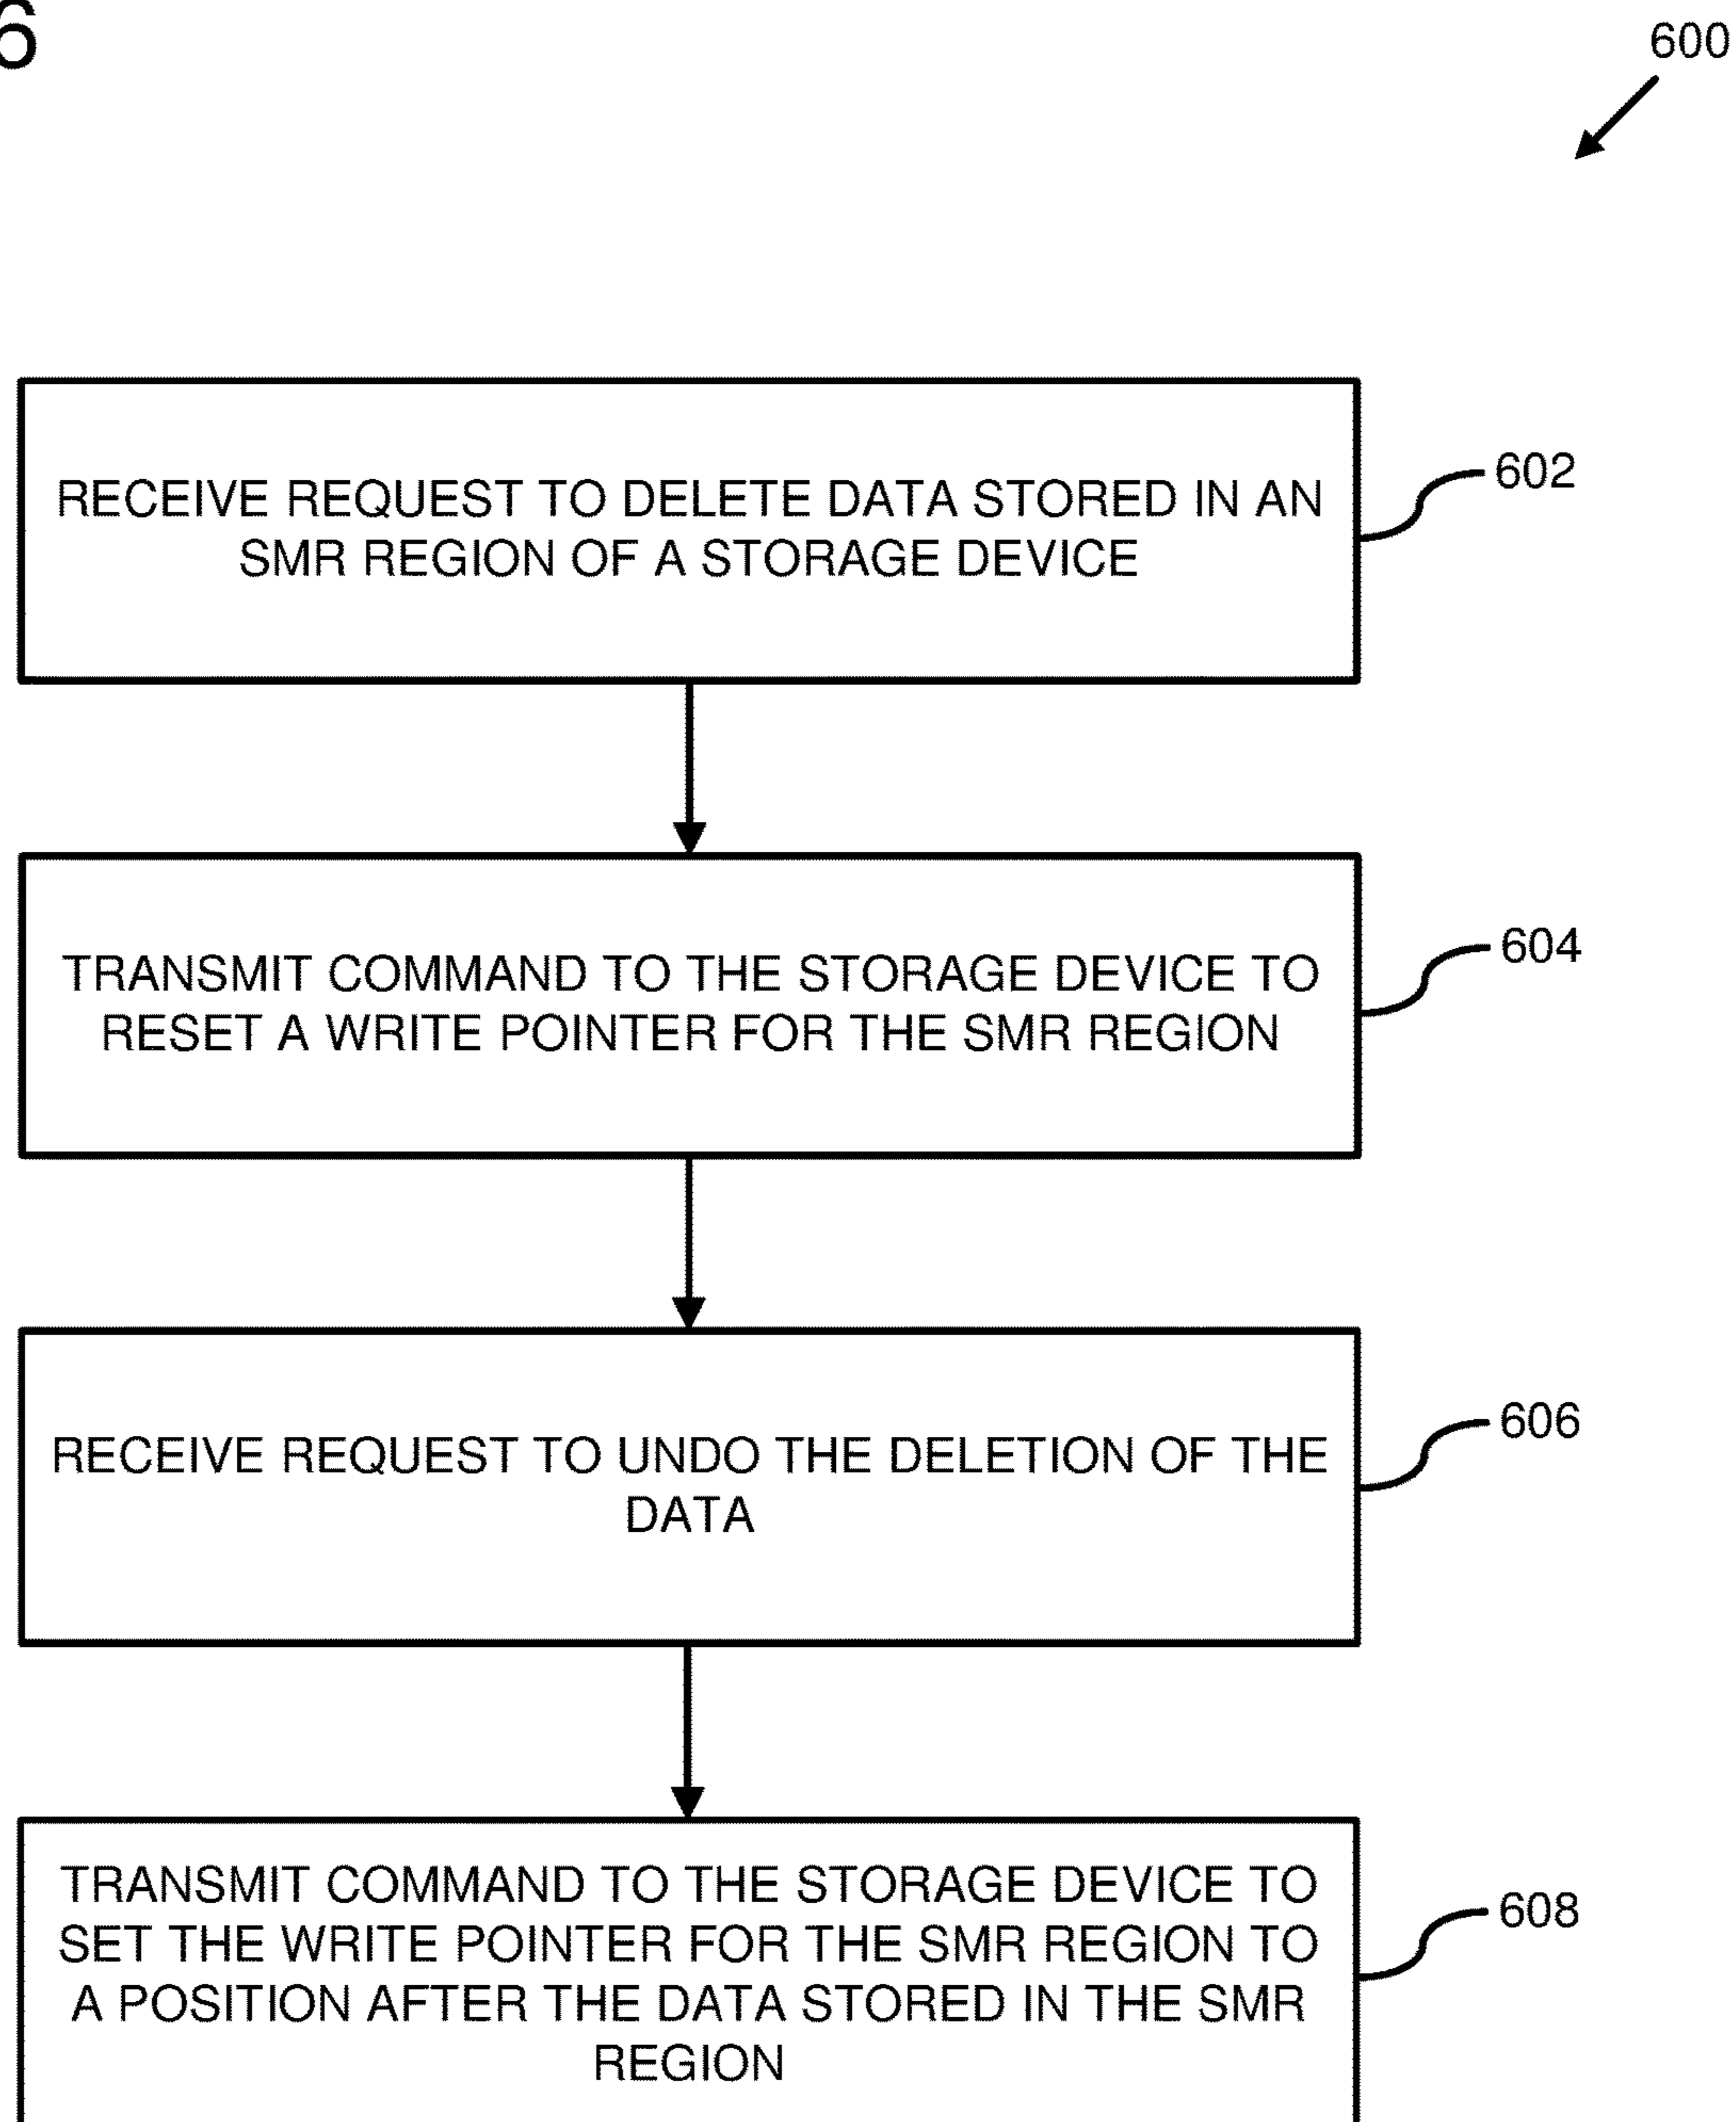 6
600
RECEIVE REQUEST TO DELETE DATA STORED IN AN
SMR REGION OF A STORAGE DEVICE
602
TRANSMIT COMMAND TO THE STORAGE DEVICE TO
RESET A WRITE POINTER FOR THE SMR REGION
604
RECEIVE REQUEST TO UNDO THE DELETION OF THE
DATA
606
TRANSMIT COMMAND TO THE STORAGE DEVICE TO
SET THE WRITE POINTER FOR THE SMR REGION TO
A POSITION AFTER THE DATA STORED IN THE SMR
REGION
608